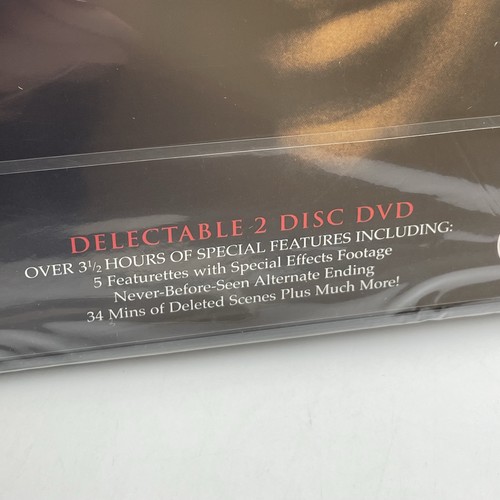 DELECTABLE 2 DISC DVD
OVER 3½ HOURS OF SPECIAL FEATURES INCLUDING:
5 Featurettes with Special Effects Footage
Never-Before-Seen Alternate Ending
34 Mins of Deleted Scenes Plus Much More!